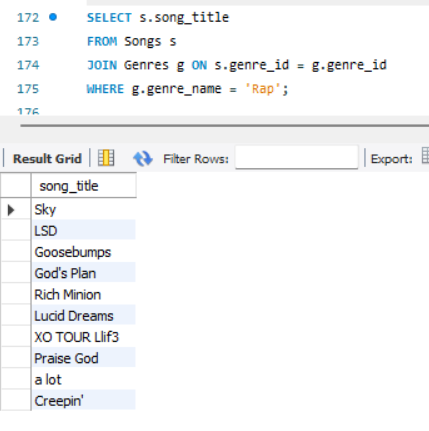 172 SELECT s.song_title
173 FROM Songs s
174 JOIN Genres g ON s.genre_id = g.genre_id
175 WHERE g.genre_name = 'Rap';
176
Result Grid Filter Rows: Export:
song_title
Sky
LSD
Goosebumps
God's Plan
Rich Minion
Lucid Dreams
XO TOUR Llif3
Praise God
a lot
Creepin'